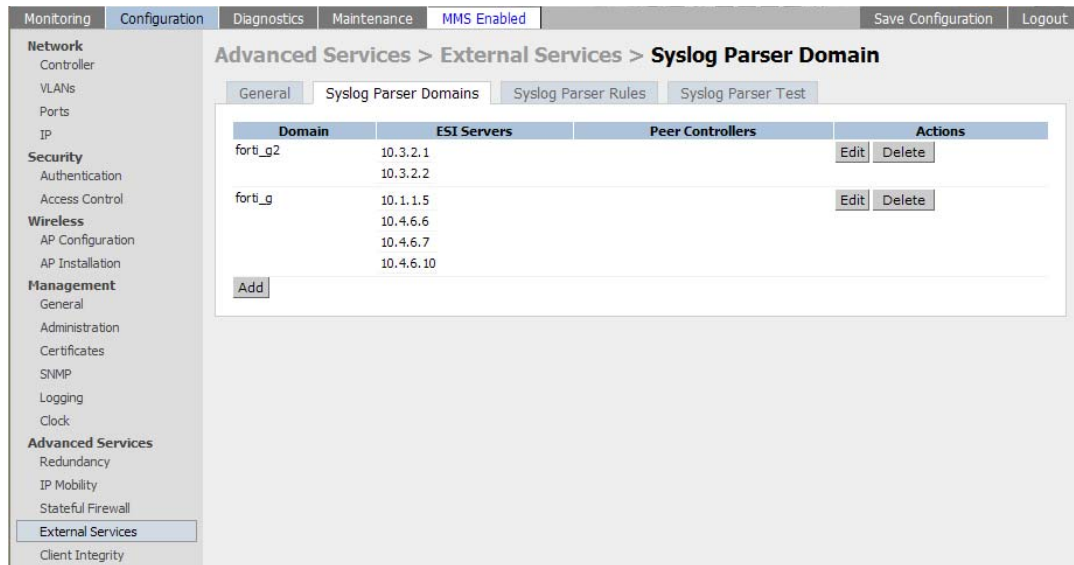 Monitoring Configuration Diagnostics Maintenance MMS Enabled Save Configuration Logout
Network
Controller
VLANs
Ports
IP
Security
Authentication
Access Control
Wireless
AP Configuration
AP Installation
Management
General
Administration
Certificates
SNMP
Logging
Clock
Advanced Services
Redundancy
IP Mobility
Stateful Firewall
External Services
Client Integrity
Advanced Services > External Services > Syslog Parser Domain
General Syslog Parser Domains Syslog Parser Rules Syslog Parser Test
Domain ESI Servers Peer Controllers Actions
forti_g2 10.3.2.1 Edit Delete
10.3.2.2
forti_g 10.1.1.5 Edit Delete
10.4.6.6
10.4.6.7
10.4.6.10
Add